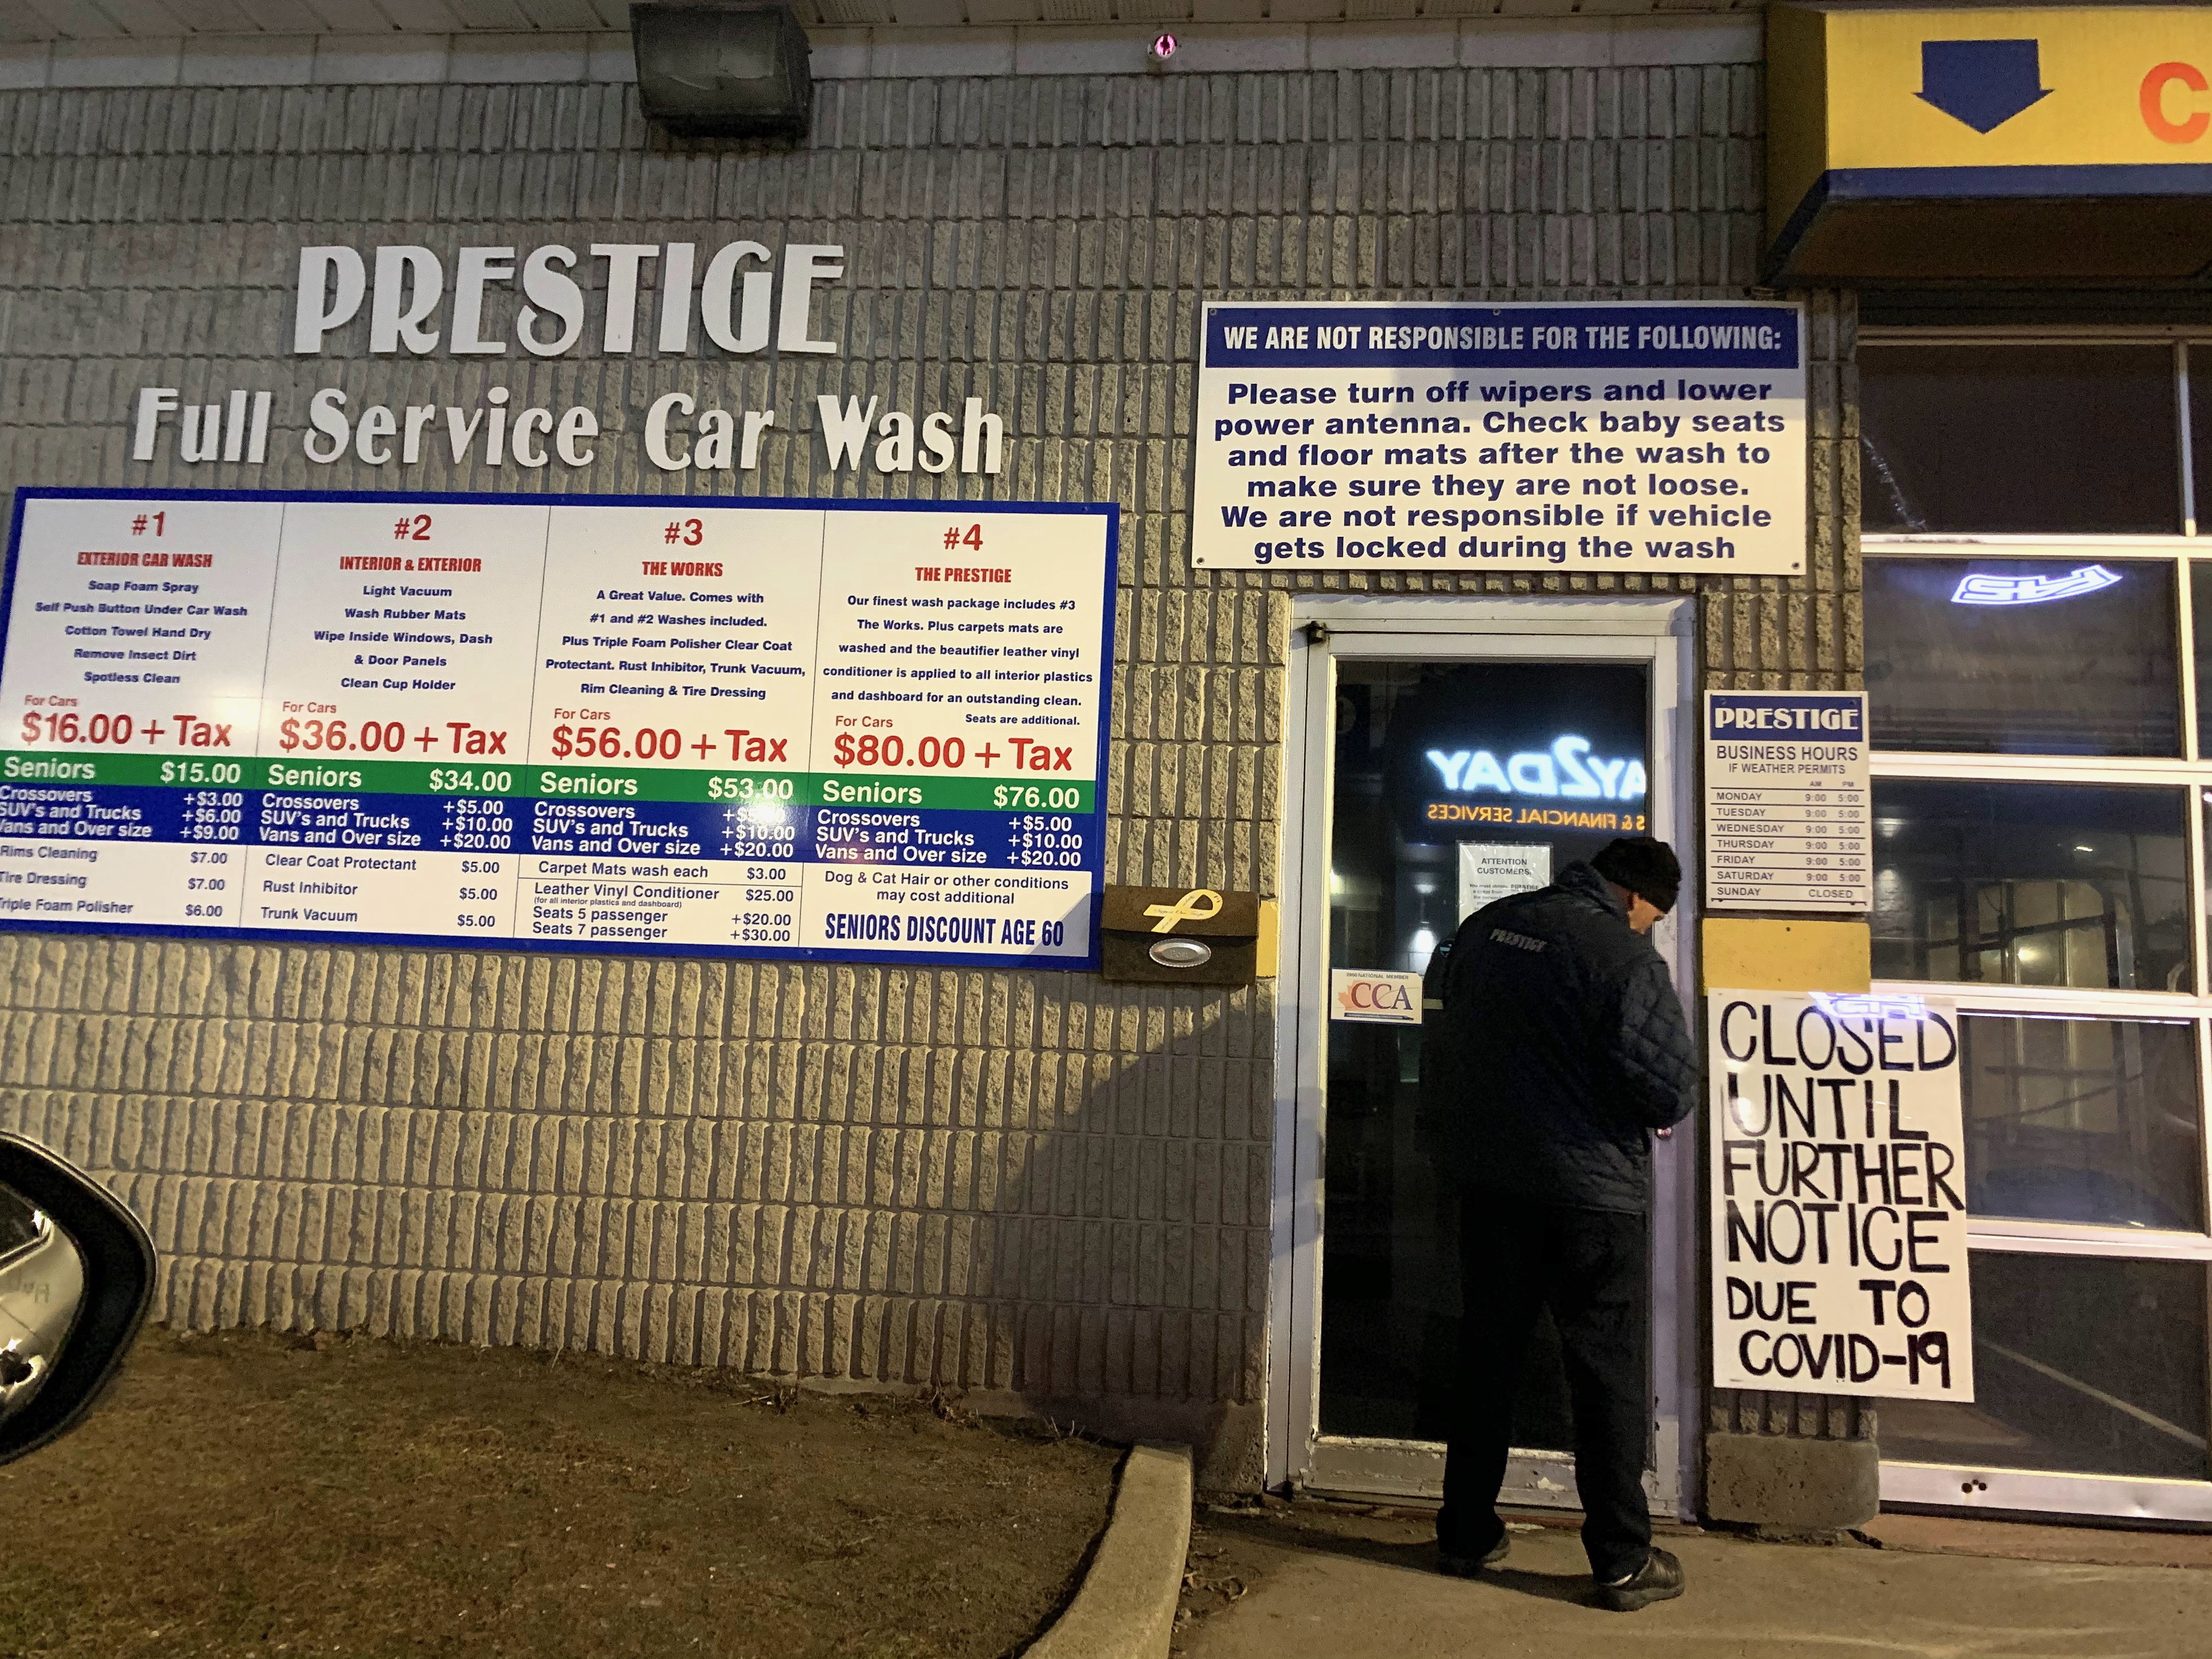 PRESTIGE
Full Service Car Wash
#1
EXTERIOR CAR WASH
Soap Foam Spray
Self Push Button Under Car Wash
Cotton Towel Hand Dry
Remove Insect Dirt
Spotless Clean
For Cars
$16.00 + Tax
Seniors $15.00
Crossovers +$3.00
SUV's and Trucks +$6.00
Vans and Over size +$9.00
Rims Cleaning $7.00
Tire Dressing $7.00
Triple Foam Polisher $6.00
#2
INTERIOR & EXTERIOR
Light Vacuum
Wash Rubber Mats
Wipe Inside Windows, Dash
& Door Panels
Clean Cup Holder
For Cars
$36.00 + Tax
Seniors $34.00
Crossovers +$5.00
SUV's and Trucks +$10.00
Vans and Over size +$20.00
Clear Coat Protectant $5.00
Rust Inhibitor $5.00
Trunk Vacuum $5.00
#3
THE WORKS
A Great Value. Comes with
#1 and #2 Washes included.
Plus Triple Foam Polisher Clear Coat
Protectant. Rust Inhibitor, Trunk Vacuum,
Rim Cleaning & Tire Dressing
For Cars
$56.00 + Tax
Seniors $53.00
Crossovers
SUV's and Trucks +$10.00
Vans and Over size +$20.00
Carpet Mats wash each $3.00
Leather Vinyl Conditioner $25.00
(for all interior plastics and dashboard)
Seats 5 passenger +$20.00
Seats 7 passenger +$30.00
#4
THE PRESTIGE
Our finest wash package includes #3
The Works. Plus carpets mats are
washed and the beautifier leather vinyl
conditioner is applied to all interior plastics
and dashboard for an outstanding clean.
Seats are additional.
For Cars
$80.00 + Tax
Seniors $76.00
Crossovers +$5.00
SUV's and Trucks +$10.00
Vans and Over size +$20.00
Dog & Cat Hair or other conditions
may cost additional
SENIORS DISCOUNT AGE 60
WE ARE NOT RESPONSIBLE FOR THE FOLLOWING:
Please turn off wipers and lower
power antenna. Check baby seats
and floor mats after the wash to
make sure they are not loose.
We are not responsible if vehicle
gets locked during the wash
C
AY2DAY
S & FINANCIAL SERVICES
ATTENTION
CUSTOMERS
CCA
PRESTIGE
PRESTIGE
BUSINESS HOURS
IF WEATHER PERMITS
AM PM
MONDAY 9:00 5:00
TUESDAY 9:00 5:00
WEDNESDAY 9:00 5:00
THURSDAY 9:00 5:00
FRIDAY 9:00 5:00
SATURDAY 9:00 5:00
SUNDAY CLOSED
CLOSED
UNTIL
FURTHER
NOTICE
DUE TO
COVID-19